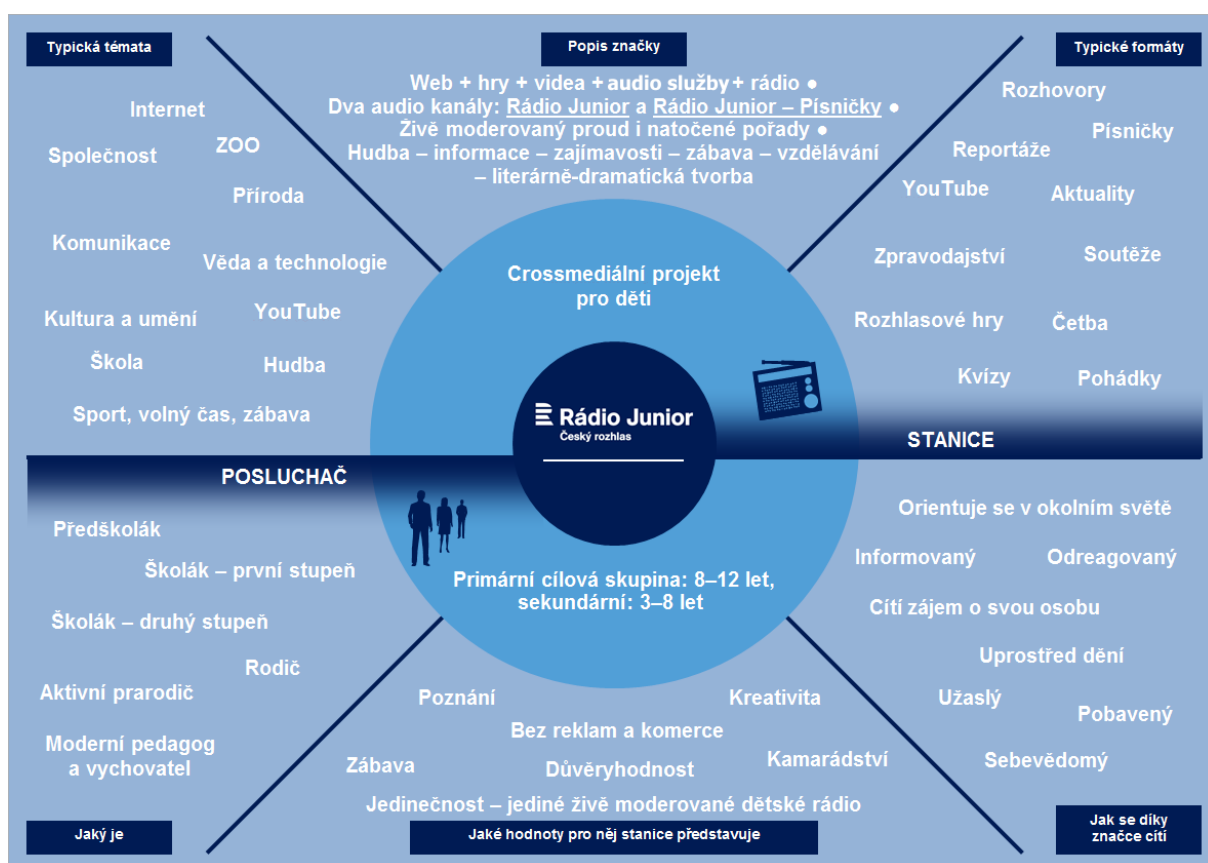 Typická témata
Internet
ZOO
Společnost
Příroda
Komunikace
Věda a technologie
YouTube
Kultura a umění
Škola
Hudba
Sport, volný čas, zábava
Popis značky
Web + hry + videa + audio služby + rádio ●
Dva audio kanály: Rádio Junior a Rádio Junior – Písničky ●
Živě moderovaný proud i natočené pořady ●
Hudba – informace – zajímavosti – zábava – vzdělávání
– literárně-dramatická tvorba
Typické formáty
Rozhovory
Písničky
Reportáže
YouTube
Aktuality
Zpravodajství
Soutěže
Rozhlasové hry
Četba
Kvízy
Pohádky
Crossmediální projekt
pro děti
Rádio Junior
Český rozhlas
STANICE
POSLUCHAČ
Primární cílová skupina: 8–12 let,
sekundární: 3–8 let
Předškolák
Školák – první stupeň
Školák – druhý stupeň
Rodič
Aktivní prarodič
Moderní pedagog
a vychovatel
Jaký je
Poznání
Kreativita
Bez reklam a komerce
Zábava
Důvěryhodnost
Kamarádství
Jedinečnost – jediné živě moderované dětské rádio
Jaké hodnoty pro něj stanice představuje
Orientuje se v okolním světě
Informovaný
Odreagovaný
Cítí zájem o svou osobu
Uprostřed dění
Užaslý
Pobavený
Sebevědomý
Jak se díky
značce cítí